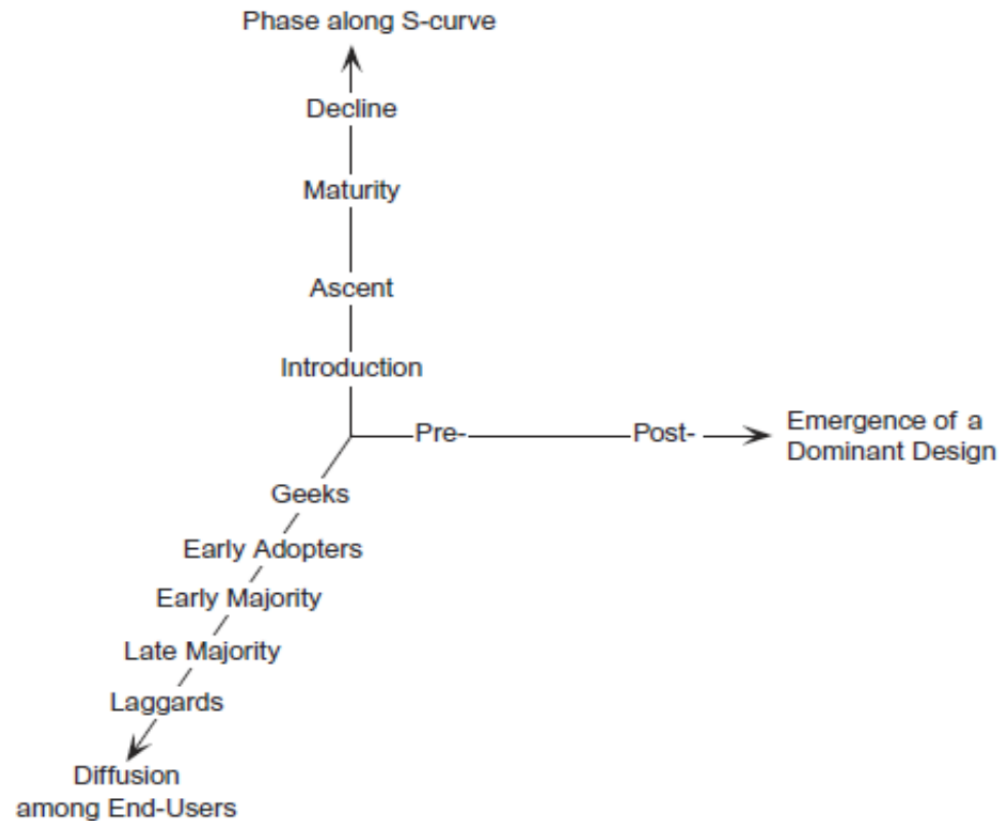 Phase along S-curve
Decline
Maturity
Ascent
Introduction
Pre-
Post-
Emergence of a
Dominant Design
Geeks
Early Adopters
Early Majority
Late Majority
Laggards
Diffusion
among End-Users